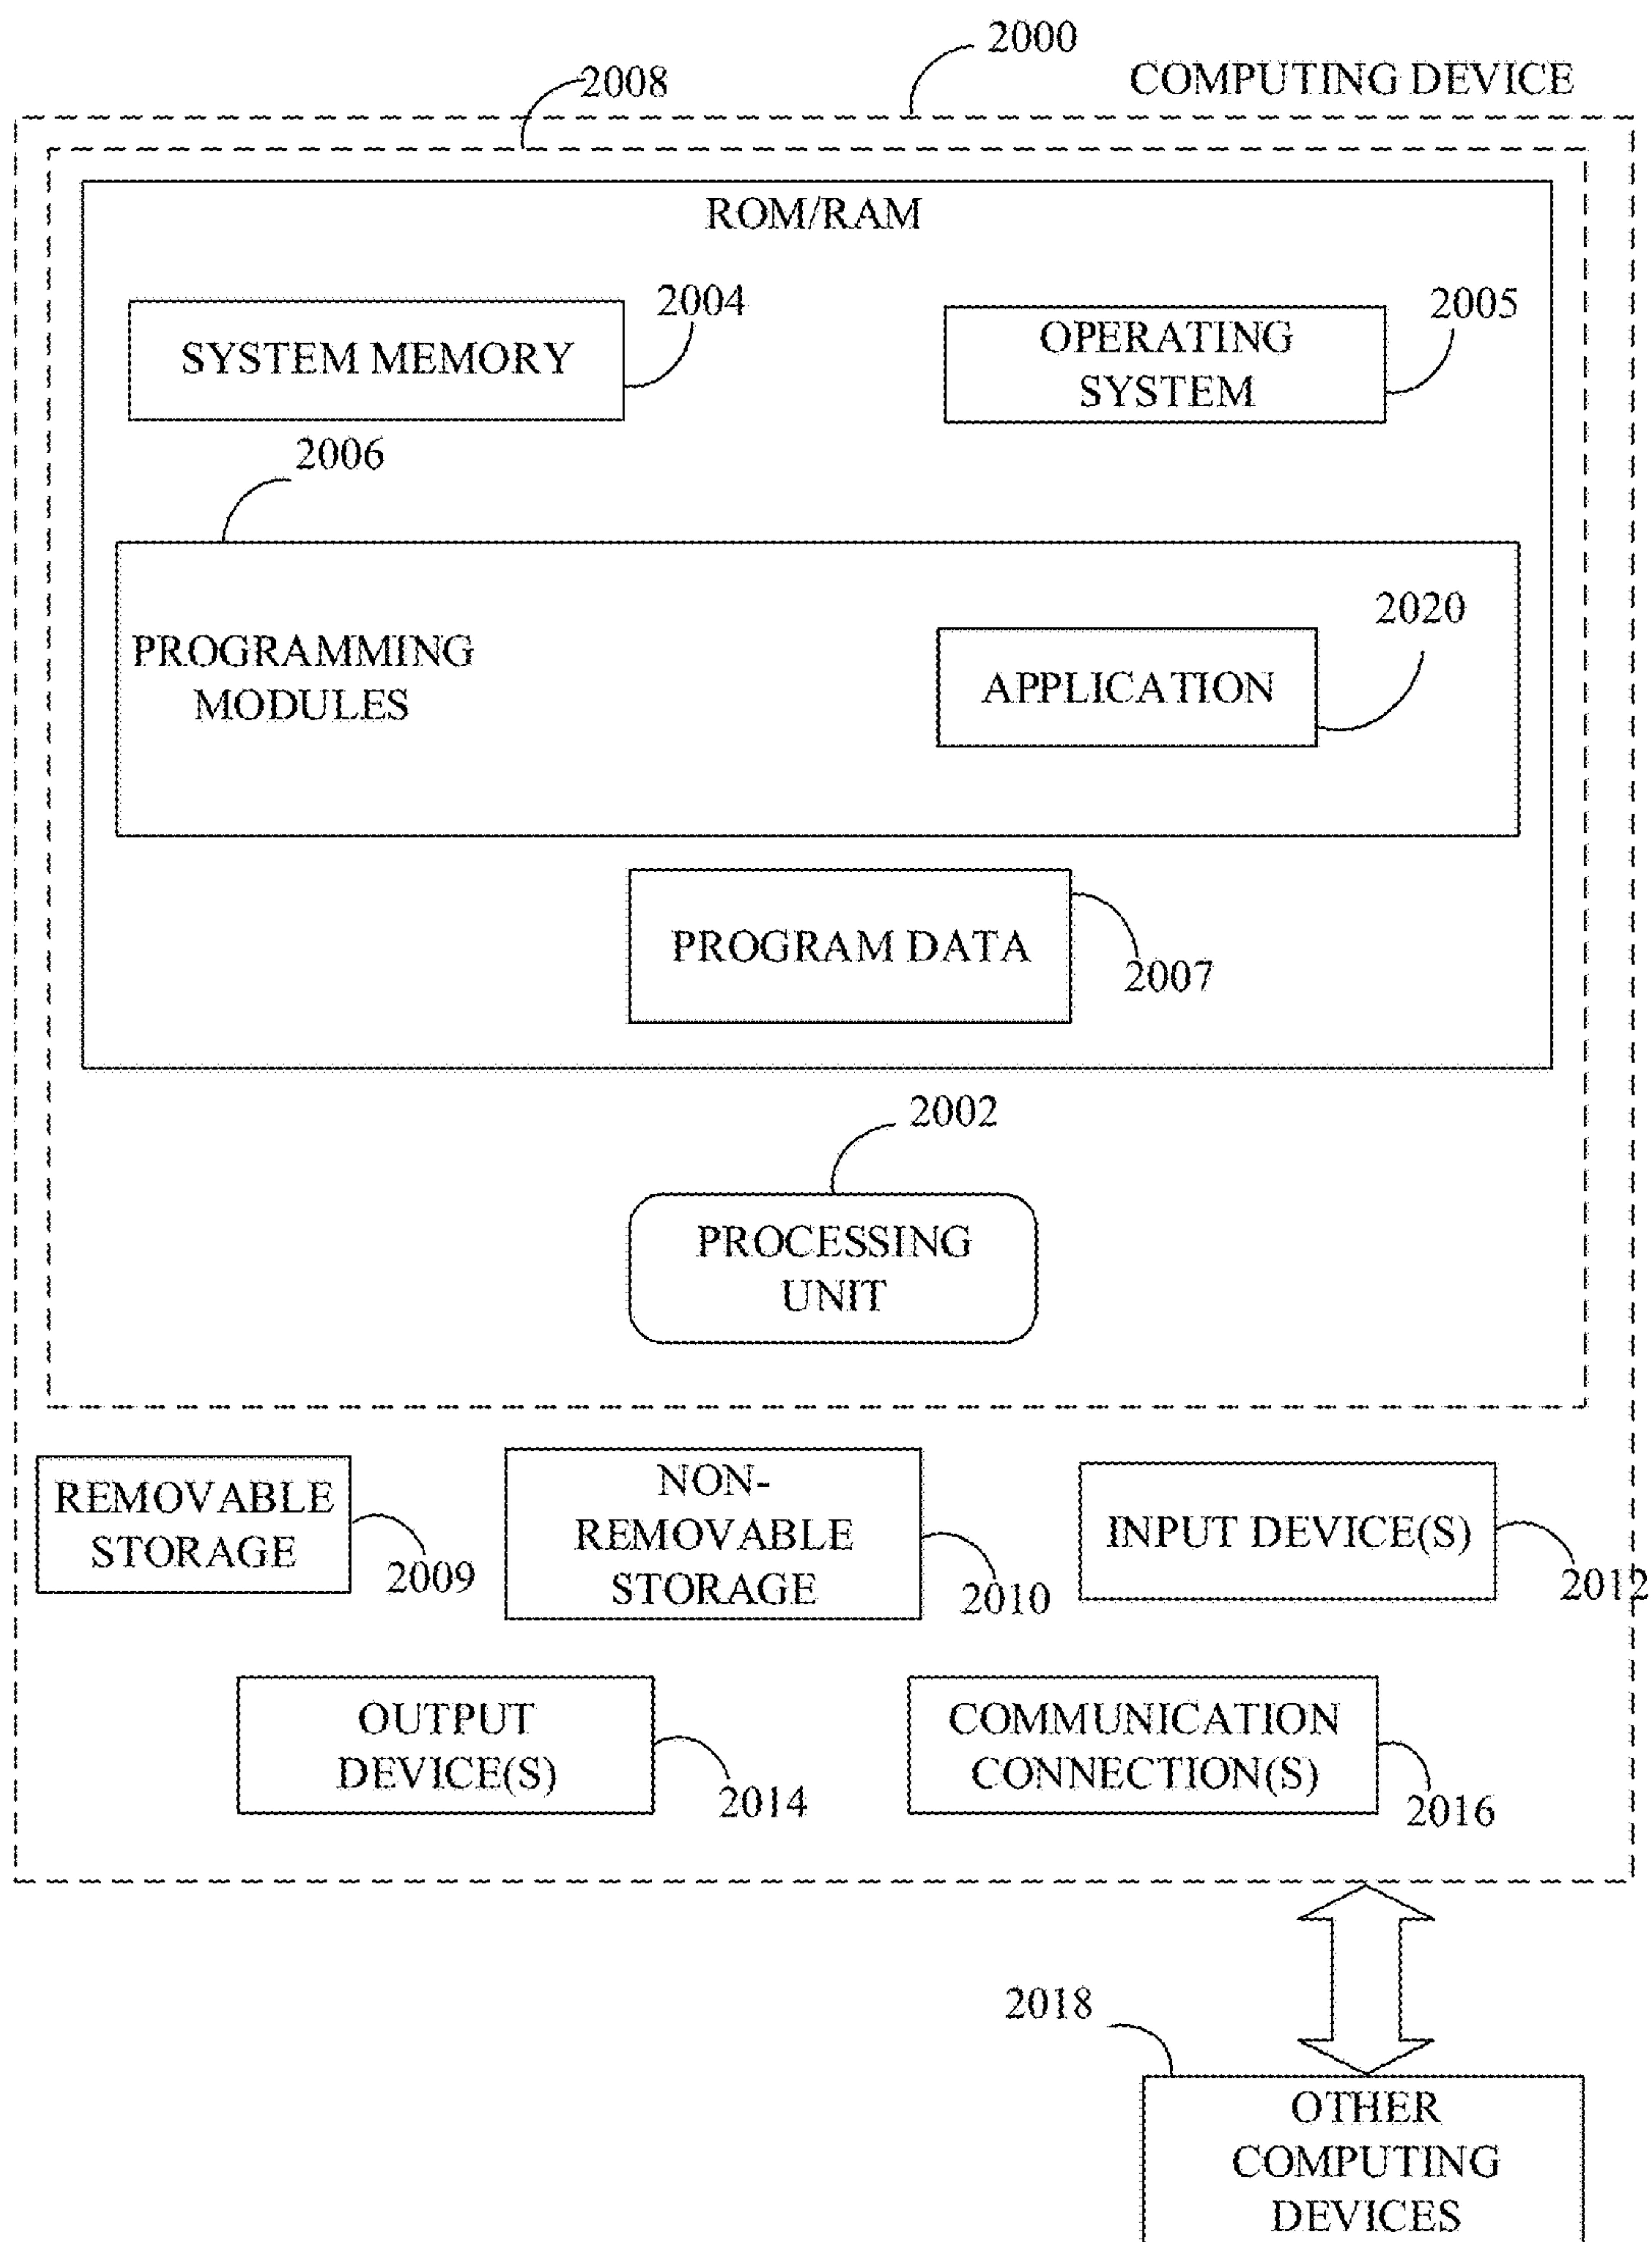 2000
COMPUTING DEVICE
2008
ROM/RAM
2004
SYSTEM MEMORY
2005
OPERATING
SYSTEM
2006
PROGRAMMING
MODULES
2020
APPLICATION
PROGRAM DATA
2007
2002
PROCESSING
UNIT
REMOVABLE
STORAGE
2009
NON-
REMOVABLE
STORAGE
2010
INPUT DEVICE(S)
2012
OUTPUT
DEVICE(S)
2014
COMMUNICATION
CONNECTION(S)
2016
2018
OTHER
COMPUTING
DEVICES